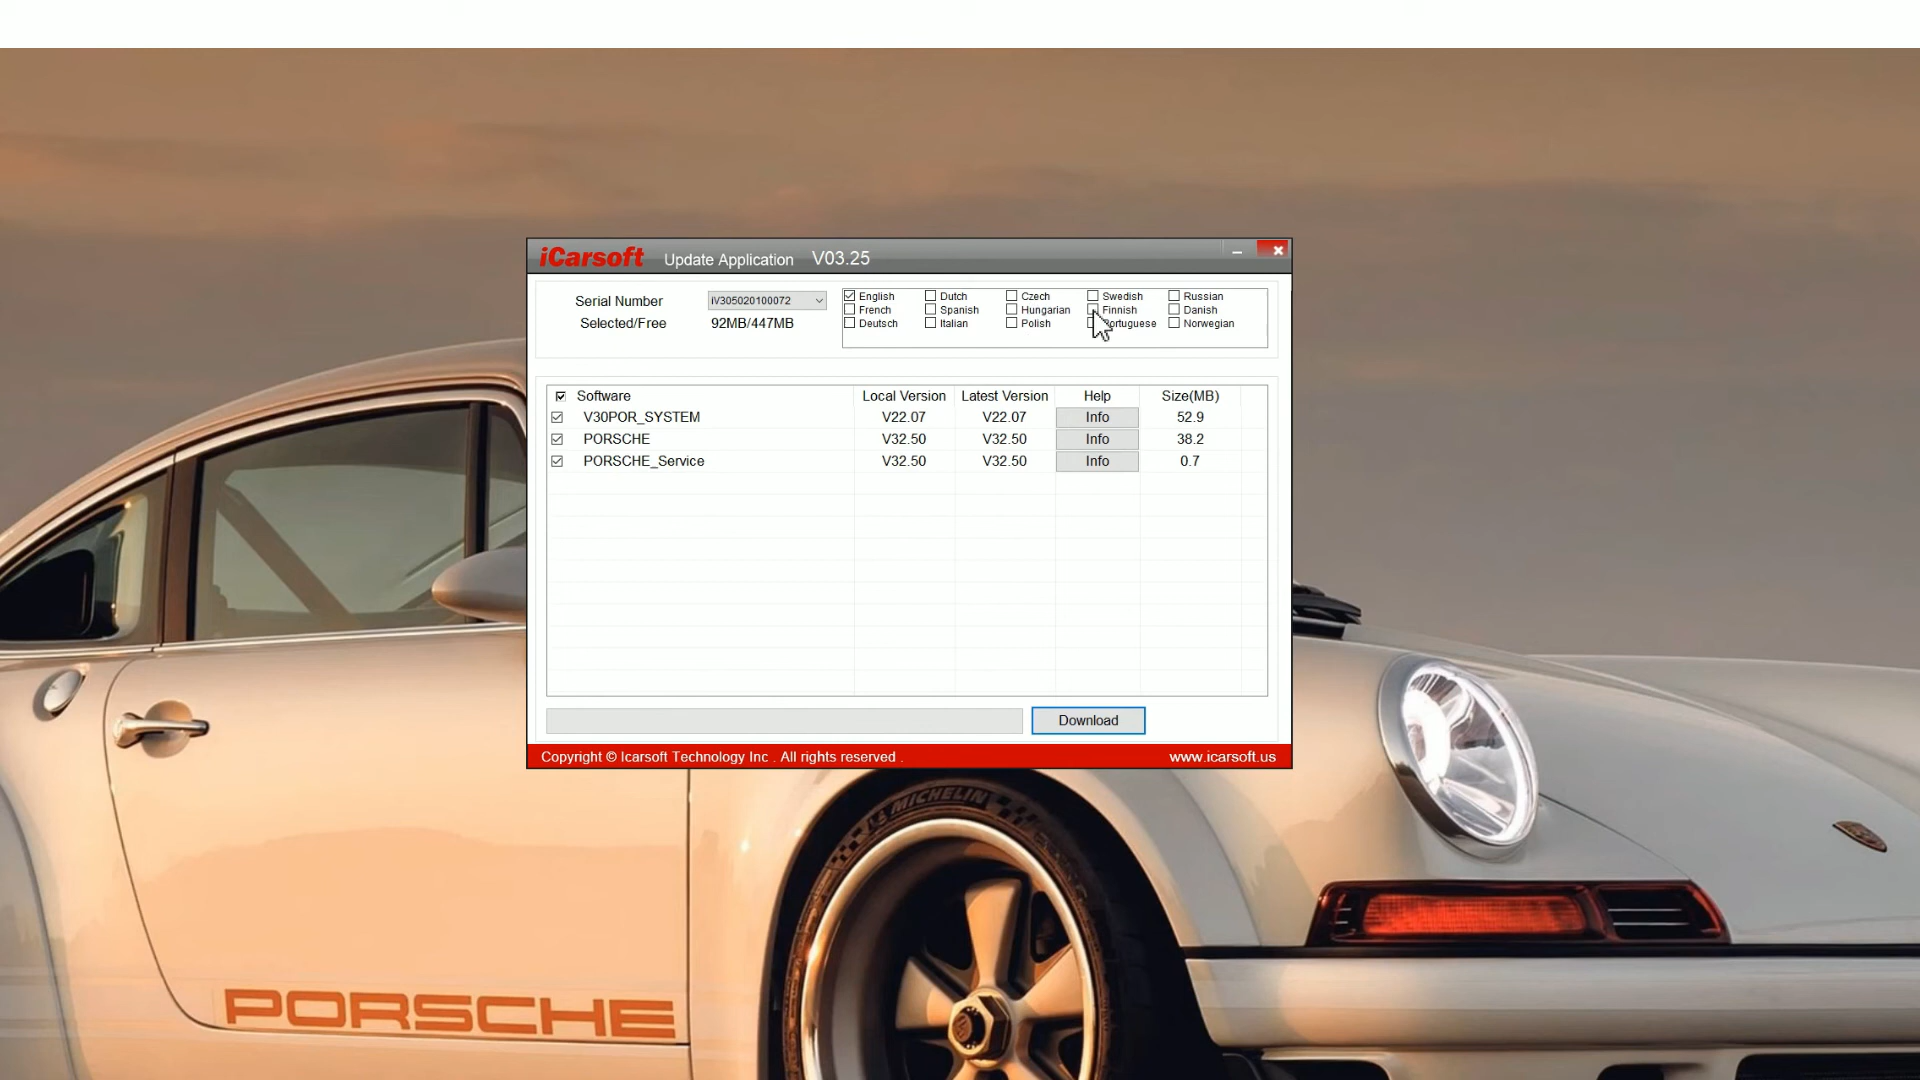 iCarsoft Update Application V03.25
Serial Number iV305020100072
Selected/Free 92MB/447MB
English Dutch Czech Swedish Russian
French Spanish Hungarian Finnish Danish
Deutsch Italian Polish Portuguese Norwegian
Software Local Version Latest Version Help Size(MB)
V30POR_SYSTEM V22.07 V22.07 Info 52.9
PORSCHE V32.50 V32.50 Info 38.2
PORSCHE_Service V32.50 V32.50 Info 0.7
Download
Copyright © Icarsoft Technology Inc . All rights reserved . www.icarsoft.us
MICHELIN
PORSCHE